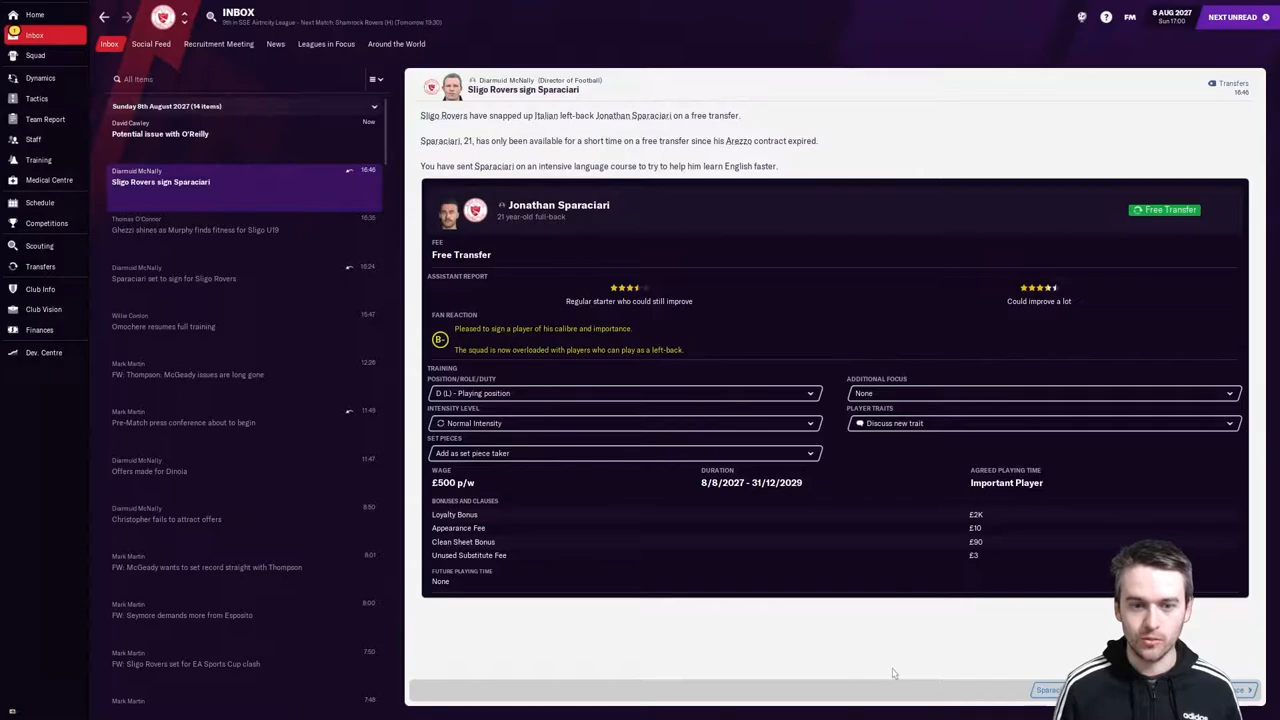 Home
Inbox
Squad
Dynamics
Tactics
Team Report
Staff
Training
Medical Centre
Schedule
Competitions
Scouting
Transfers
Club Info
Club Vision
Finances
Dev. Centre
INBOX
9th in SSE Airtricity League - Next Match: Shamrock Rovers (H) (Tomorrow 19:30)
FM
8 AUG 2027
Sun 17:00
NEXT UNREAD
Inbox
Social Feed
Recruitment Meeting
News
Leagues in Focus
Around the World
All Items
Sunday 8th August 2027 (14 items)
David Cawley
Now
Potential issue with O'Reilly
Diarmuid McNally
16:46
Sligo Rovers sign Sparaciari
Thomas O'Connor
16:35
Ghezzi shines as Murphy finds fitness for Sligo U19
Diarmuid McNally
16:24
Sparaciari set to sign for Sligo Rovers
Willie Conlon
15:47
Omochere resumes full training
Mark Martin
12:26
FW: Thompson: McGeady issues are long gone
Mark Martin
11:49
Pre-Match press conference about to begin
Diarmuid McNally
11:47
Offers made for Dinoia
Diarmuid McNally
8:50
Christopher fails to attract offers
Mark Martin
8:01
FW: McGeady wants to set record straight with Thompson
Mark Martin
8:00
FW: Seymore demands more from Esposito
Mark Martin
7:50
FW: Sligo Rovers set for EA Sports Cup clash
Mark Martin
7:48
Diarmuid McNally (Director of Football)
Sligo Rovers sign Sparaciari
Transfers
16:46
Sligo Rovers have snapped up Italian left-back Jonathan Sparaciari on a free transfer.
Sparaciari, 21, has only been available for a short time on a free transfer since his Arezzo contract expired.
You have sent Sparaciari on an intensive language course to try to help him learn English faster.
Jonathan Sparaciari
21 year-old full-back
Free Transfer
FEE
Free Transfer
ASSISTANT REPORT
Regular starter who could still improve
Could improve a lot
FAN REACTION
B-
Pleased to sign a player of his calibre and importance.
The squad is now overloaded with players who can play as a left-back.
TRAINING
POSITION/ROLE/DUTY
D (L) - Playing position
ADDITIONAL FOCUS
None
INTENSITY LEVEL
Normal Intensity
PLAYER TRAITS
Discuss new trait
SET PIECES
Add as set piece taker
WAGE
£500 p/w
DURATION
8/8/2027 - 31/12/2029
AGREED PLAYING TIME
Important Player
BONUSES AND CLAUSES
Loyalty Bonus
£2K
Appearance Fee
£10
Clean Sheet Bonus
£90
Unused Substitute Fee
£3
FUTURE PLAYING TIME
None
adidas